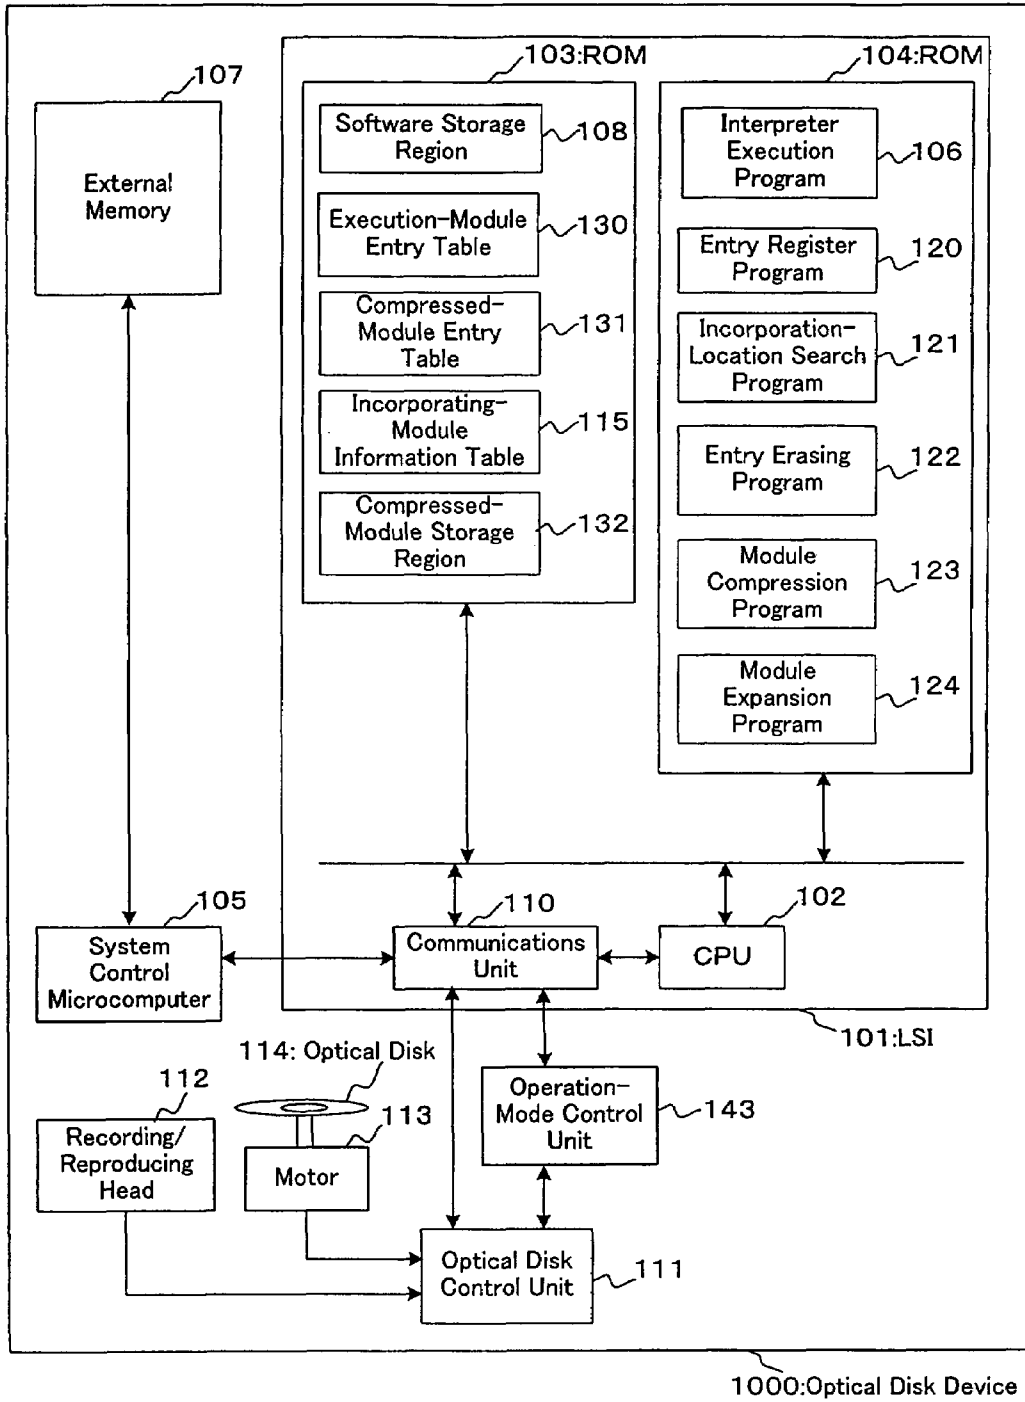 103:ROM
104:ROM
107
External
Memory
Software Storage
Region
108
Execution-Module
Entry Table
130
Compressed-
Module Entry
Table
131
Incorporating-
Module
Information Table
115
Compressed-
Module Storage
Region
132
Interpreter
Execution
Program
106
Entry Register
Program
120
Incorporation-
Location Search
Program
121
Entry Erasing
Program
122
Module
Compression
Program
123
Module
Expansion
Program
124
105
System
Control
Microcomputer
110
Communications
Unit
102
CPU
101:LSI
114: Optical Disk
112
Recording/
Reproducing
Head
113
Motor
Operation-
Mode Control
Unit
143
Optical Disk
Control Unit
111
1000:Optical Disk Device